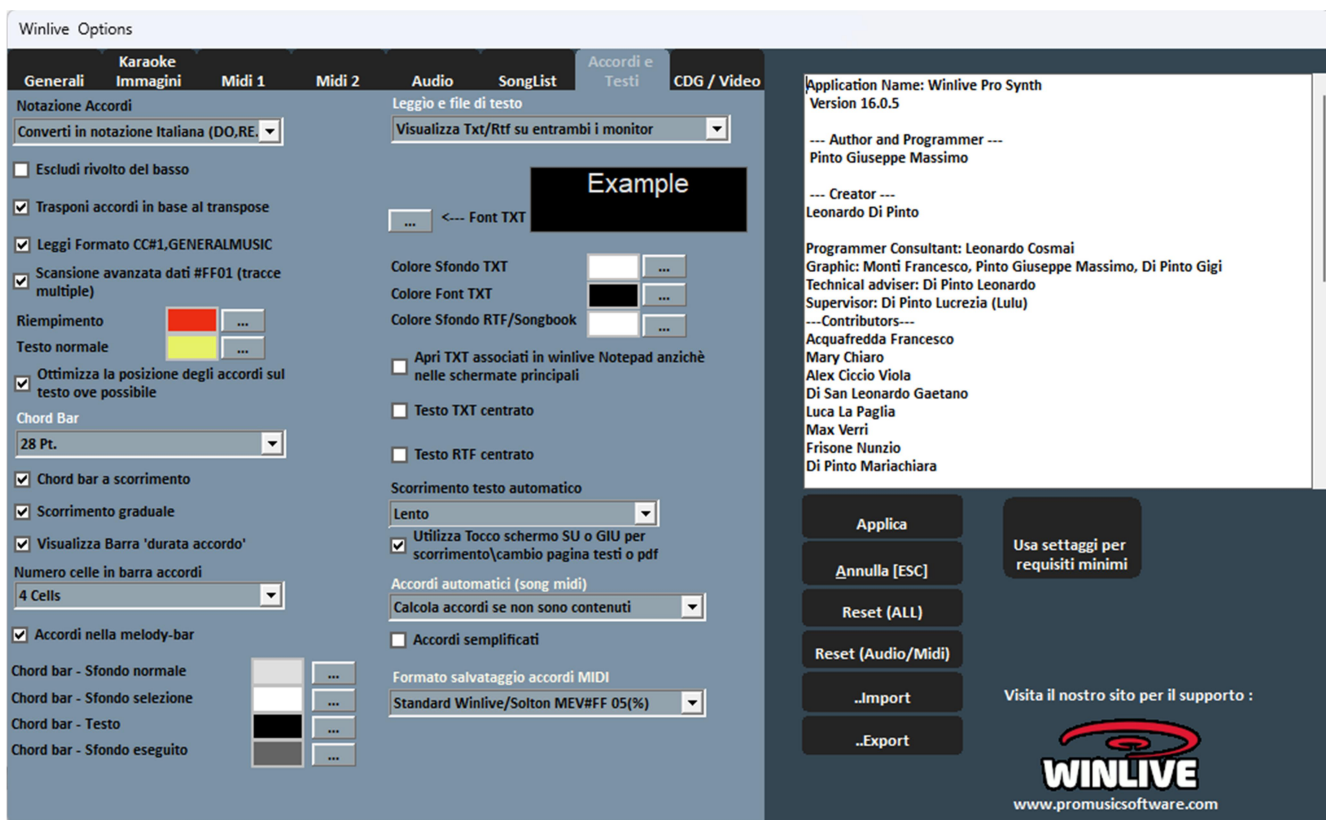 Winlive Options
Generali
Karaoke
Immagini
Midi 1
Midi 2
Audio
SongList
Accordi e
Testi
CDG / Video
Notazione Accordi
Converti in notazione Italiana (DO,RE.
Escludi rivolto del basso
Trasponi accordi in base al transpose
Leggi Formato CC#1,GENERALMUSIC
Scansione avanzata dati #FF01 (tracce
multiple)
Riempimento
...
Testo normale
...
Ottimizza la posizione degli accordi sul
testo ove possibile
Chord Bar
28 Pt.
Chord bar a scorrimento
Scorrimento graduale
Visualizza Barra 'durata accordo'
Numero celle in barra accordi
4 Cells
Accordi nella melody-bar
Chord bar - Sfondo normale
...
Chord bar - Sfondo selezione
...
Chord bar - Testo
...
Chord bar - Sfondo eseguito
...
Leggio e file di testo
Visualizza Txt/Rtf su entrambi i monitor
Example
...
<--- Font TXT
Colore Sfondo TXT
...
Colore Font TXT
...
Colore Sfondo RTF/Songbook
...
Apri TXT associati in winlive Notepad anzichè
nelle schermate principali
Testo TXT centrato
Testo RTF centrato
Scorrimento testo automatico
Lento
Utilizza Tocco schermo SU o GIU per
scorrimento\cambio pagina testi o pdf
Accordi automatici (song midi)
Calcola accordi se non sono contenuti
Accordi semplificati
Formato salvataggio accordi MIDI
Standard Winlive/Solton MEV#FF 05(%)
Application Name: Winlive Pro Synth
Version 16.0.5
--- Author and Programmer ---
Pinto Giuseppe Massimo
--- Creator ---
Leonardo Di Pinto
Programmer Consultant: Leonardo Cosmai
Graphic: Monti Francesco, Pinto Giuseppe Massimo, Di Pinto Gigi
Technical adviser: Di Pinto Leonardo
Supervisor: Di Pinto Lucrezia (Lulu)
---Contributors---
Acquafredda Francesco
Mary Chiaro
Alex Ciccio Viola
Di San Leonardo Gaetano
Luca La Paglia
Max Verri
Frisone Nunzio
Di Pinto Mariachiara
Applica
Annulla [ESC]
Reset (ALL)
Reset (Audio/Midi)
..Import
..Export
Usa settaggi per
requisiti minimi
Visita il nostro sito per il supporto :
WINLIVE
www.promusicsoftware.com